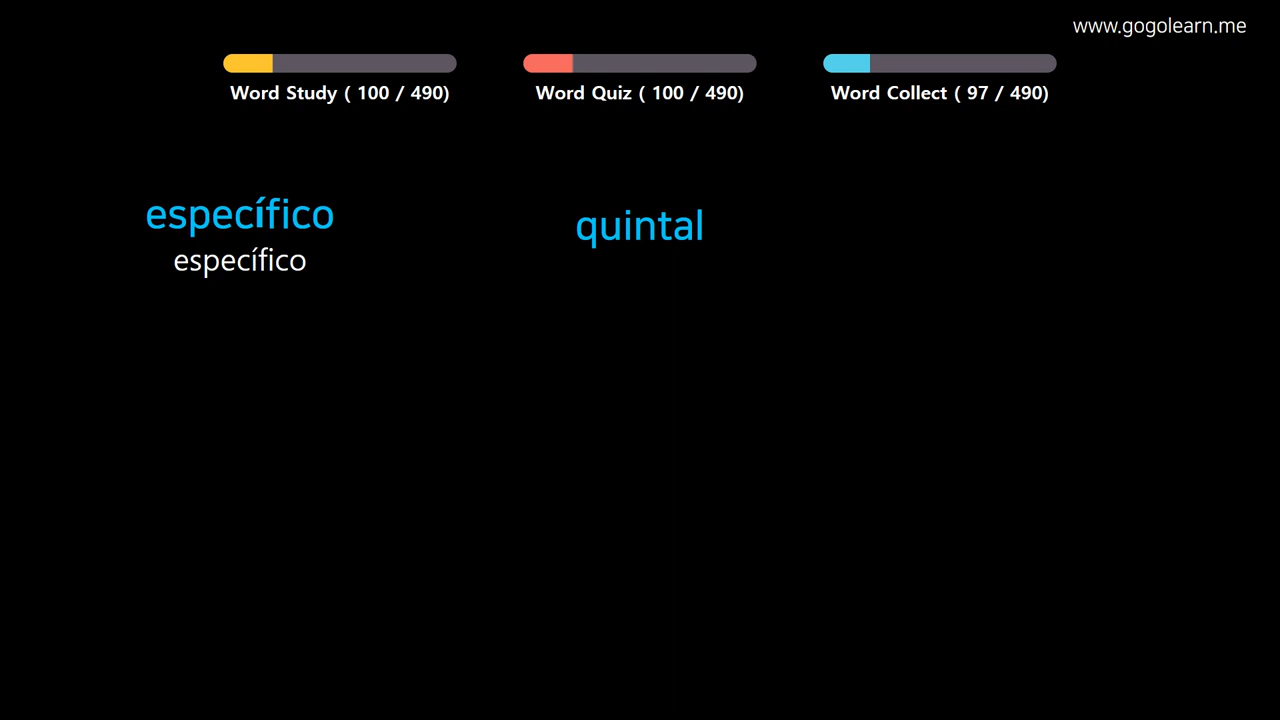 www.gogolearn.me
Word Study ( 100 / 490)
Word Quiz ( 100 / 490)
Word Collect ( 97 / 490)
específico
específico
quintal